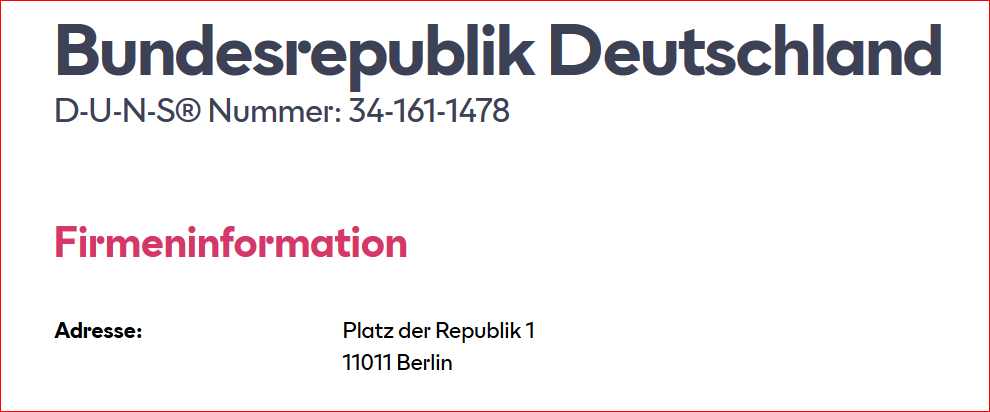 Bundesrepublik Deutschland
D-U-N-S® Nummer: 34-161-1478
Firmeninformation
Adresse: Platz der Republik 1
11011 Berlin